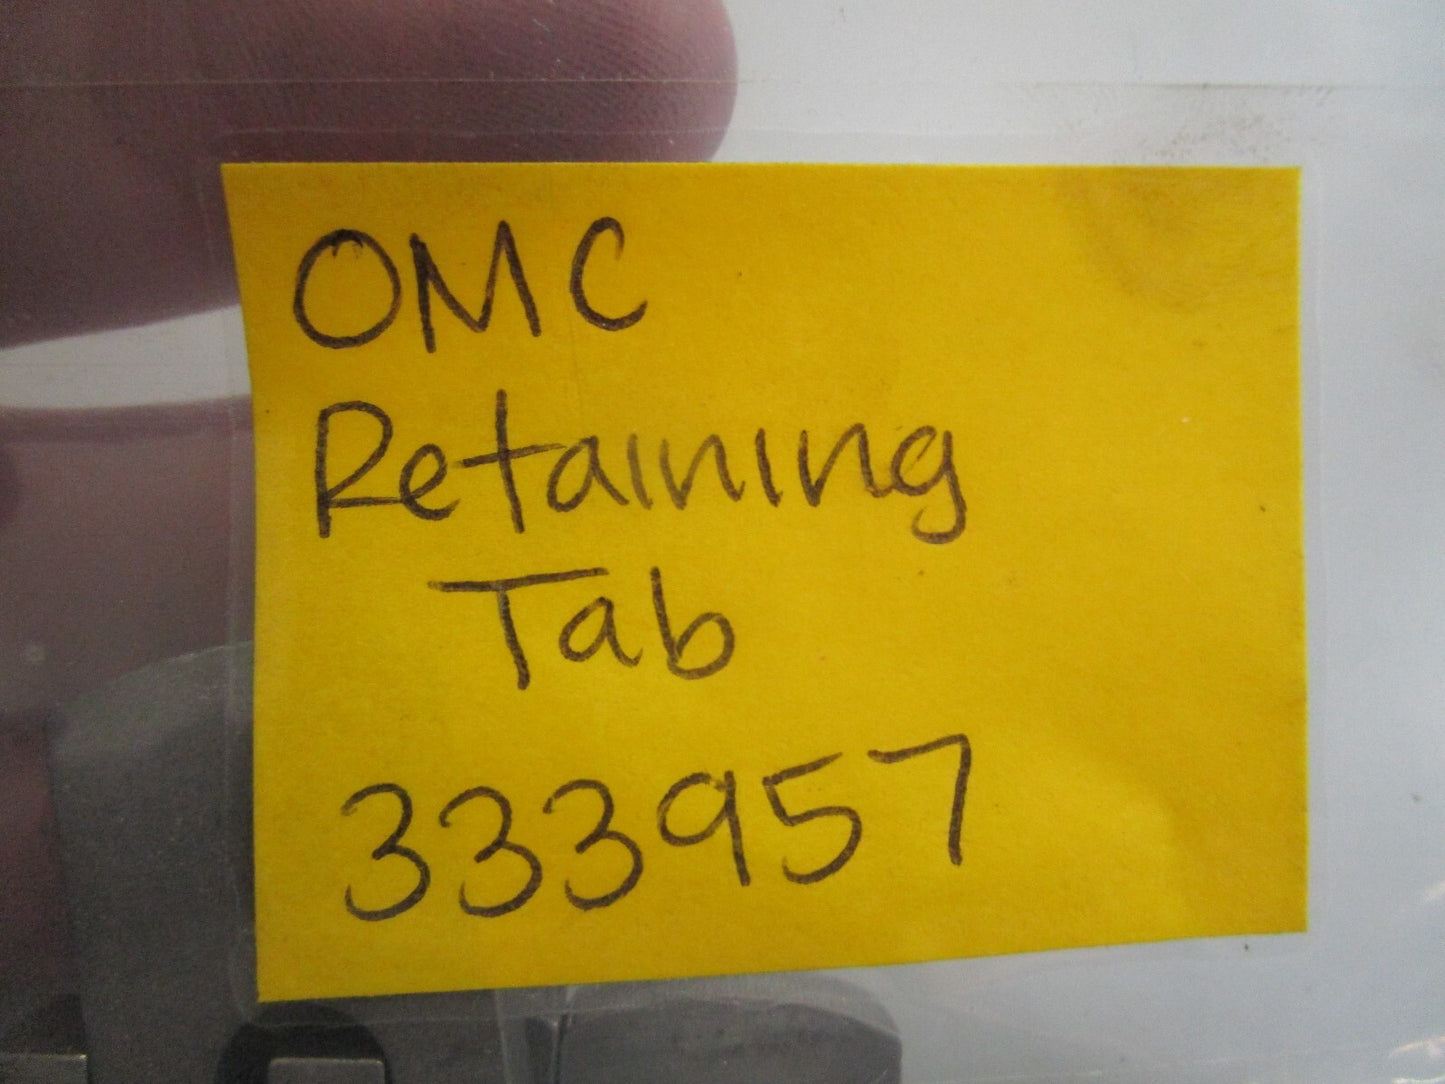 OMC
Retaining
Tab
333957